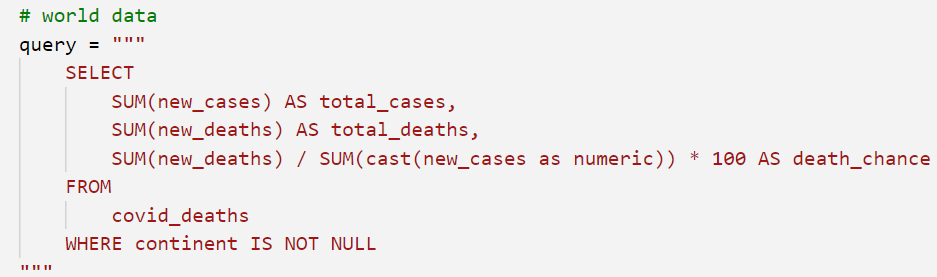 # world data
query = """
    SELECT
        SUM(new_cases) AS total_cases,
        SUM(new_deaths) AS total_deaths,
        SUM(new_deaths) / SUM(cast(new_cases as numeric)) * 100 AS death_chance
    FROM
        covid_deaths
    WHERE continent IS NOT NULL
"""